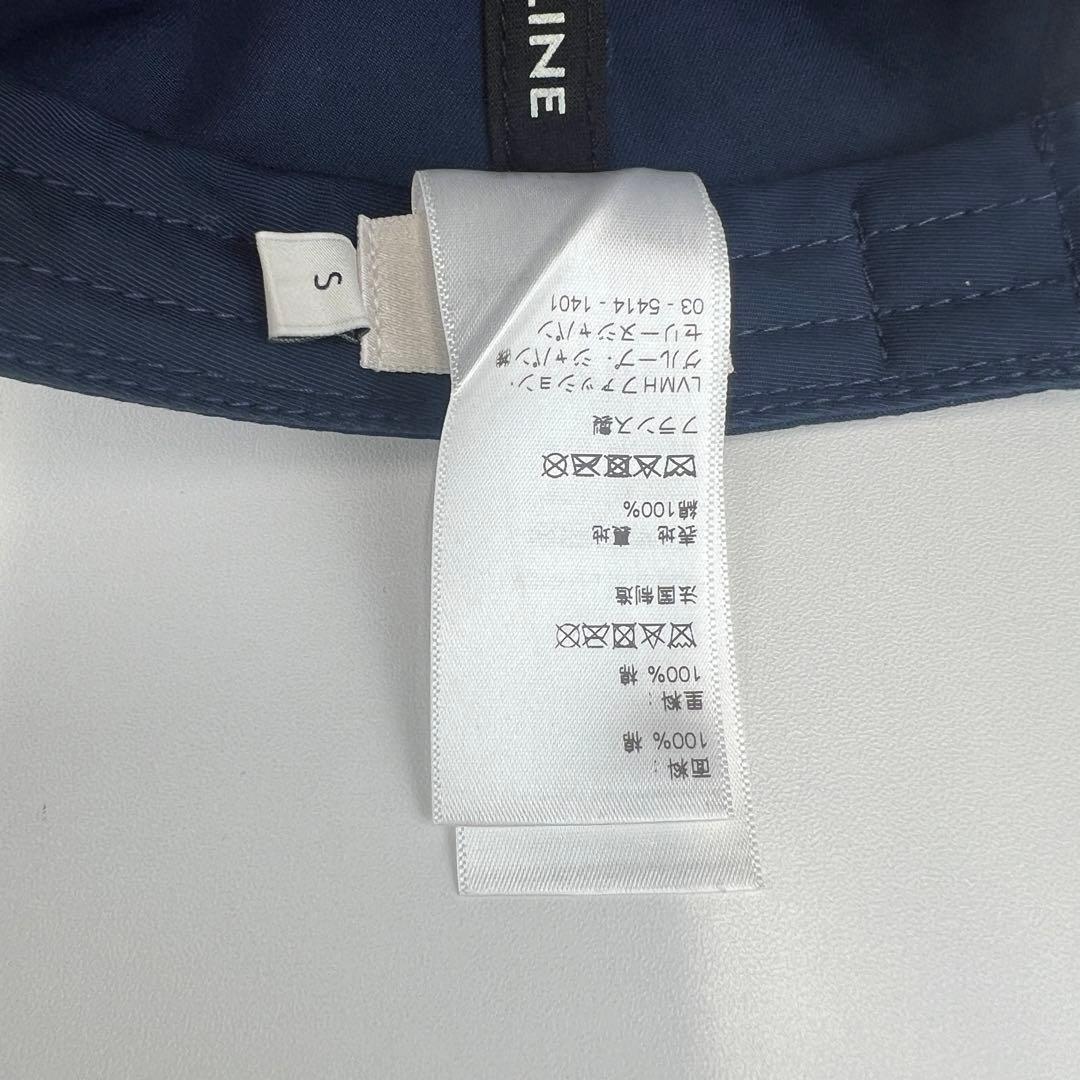 LINE
S
面料：
100% 棉
里料：
100% 棉
法国制造
表地 裏地
綿100%
フランス製
LVMHファッション・
グループ・ジャパン㈱
セリーヌジャパン
03 - 5414 - 1401